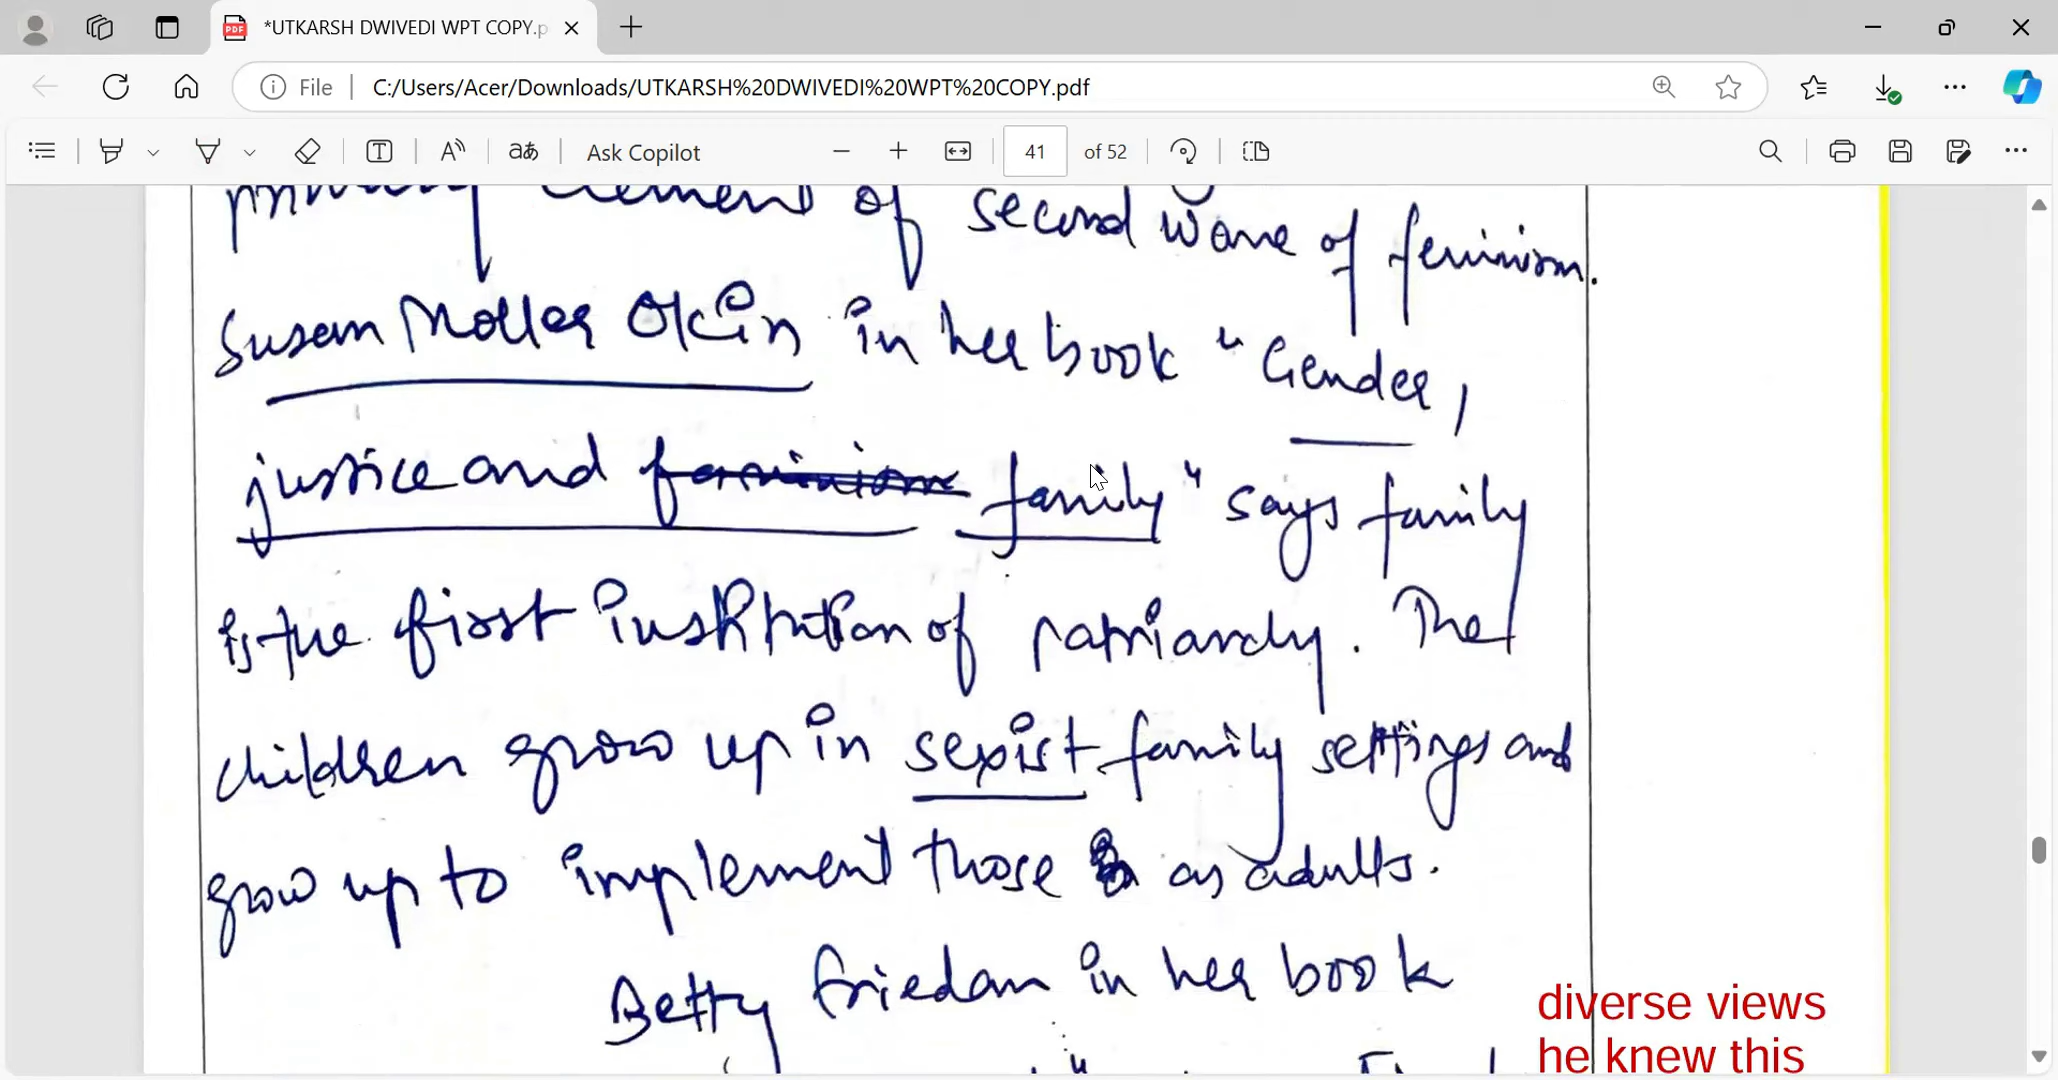 *UTKARSH DWIVEDI WPT COPY.p
File
C:/Users/Acer/Downloads/UTKARSH%20DWIVEDI%20WPT%20COPY.pdf
Ask Copilot
41 of 52
primary element of second wave of feminism.
Susan Moller Okin in her book "Gender,
justice and family" says family
is the first institution of patriarchy. The
children grow up in sexist family settings and
grow up to implement those as adults.
Betty friedan in her book
diverse views
he knew this